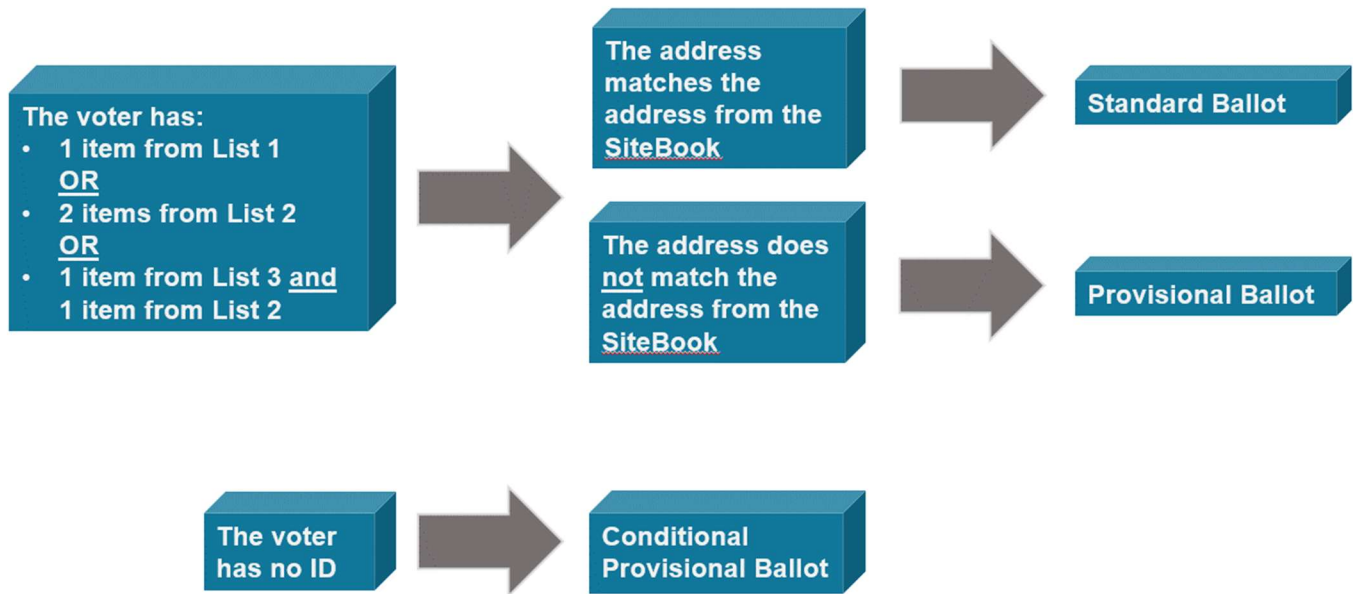 The voter has:
• 1 item from List 1
OR
• 2 items from List 2
OR
• 1 item from List 3 and
1 item from List 2
The address
matches the
address from the
SiteBook
Standard Ballot
The address does
not match the
address from the
SiteBook
Provisional Ballot
The voter
has no ID
Conditional
Provisional Ballot